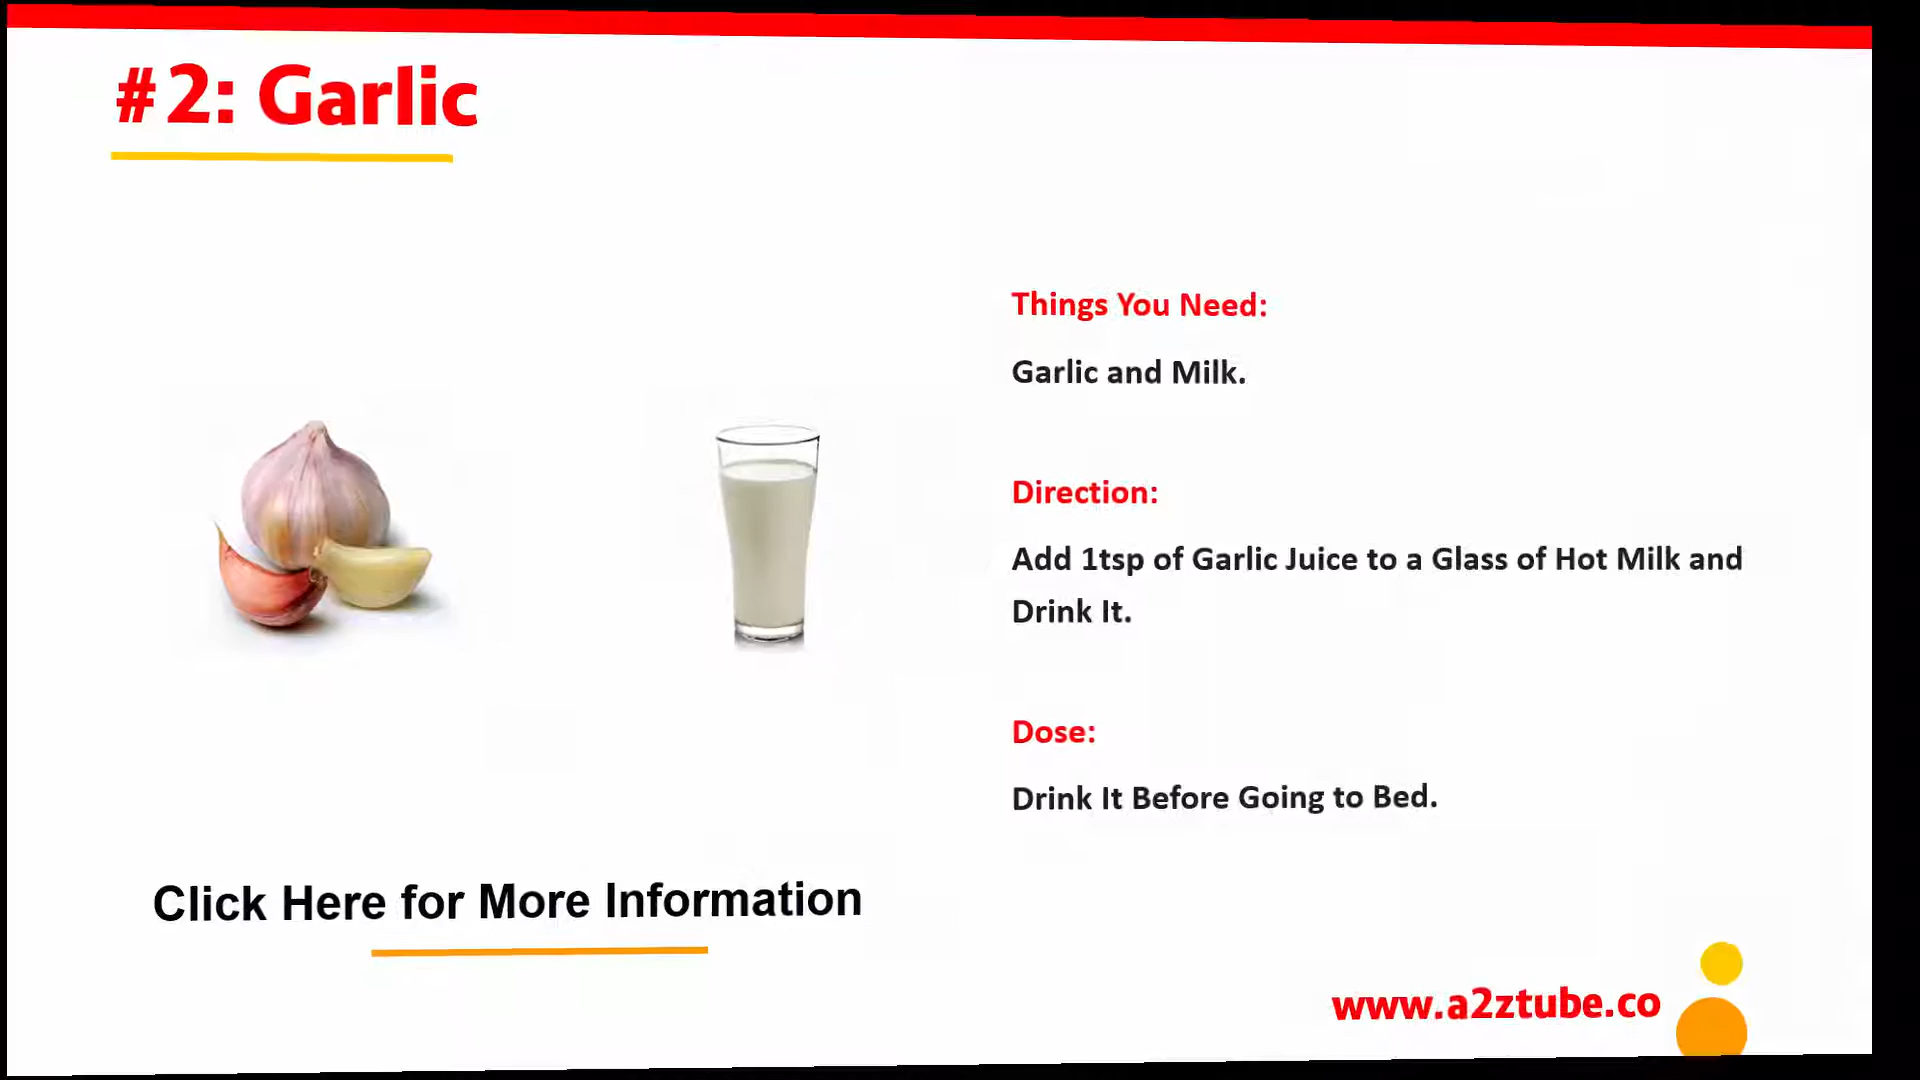 #2: Garlic
Things You Need:
Garlic and Milk.
Direction:
Add 1tsp of Garlic Juice to a Glass of Hot Milk and
Drink It.
Dose:
Drink It Before Going to Bed.
Click Here for More Information
www.a2ztube.co